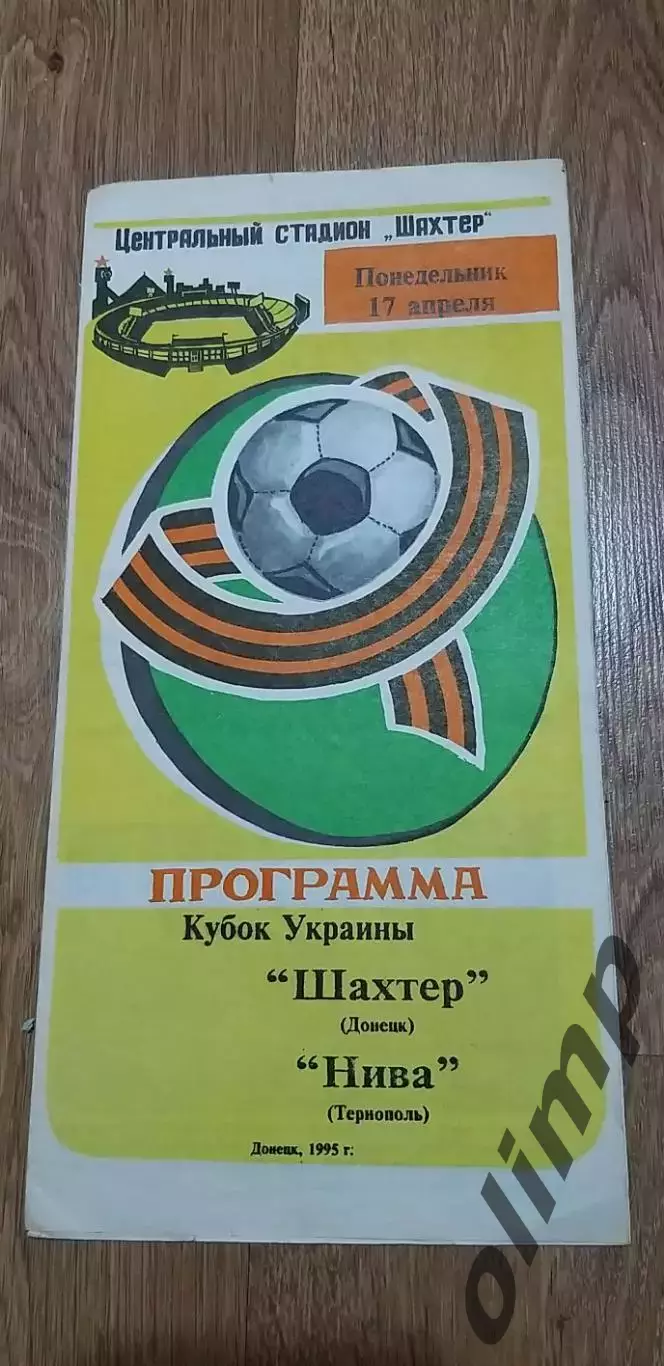 Центральный стадион „Шахтер"
Понедельник
17 апреля
ПРОГРАММА
Кубок Украины
“Шахтер”
(Донецк)
“Нива”
(Тернополь)
Донецк, 1995 г.
olimp